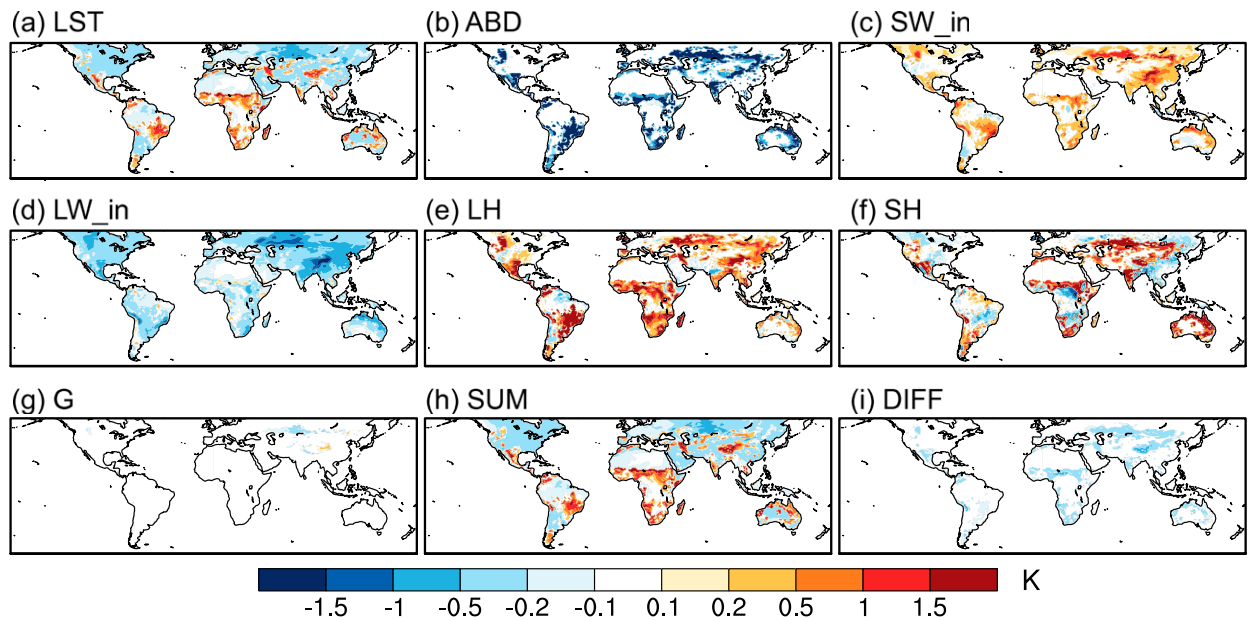 (a) LST
(b) ABD
(c) SW_in
(d) LW_in
(e) LH
(f) SH
(g) G
(h) SUM
(i) DIFF
K
-1.5 -1 -0.5 -0.2 -0.1 0.1 0.2 0.5 1 1.5